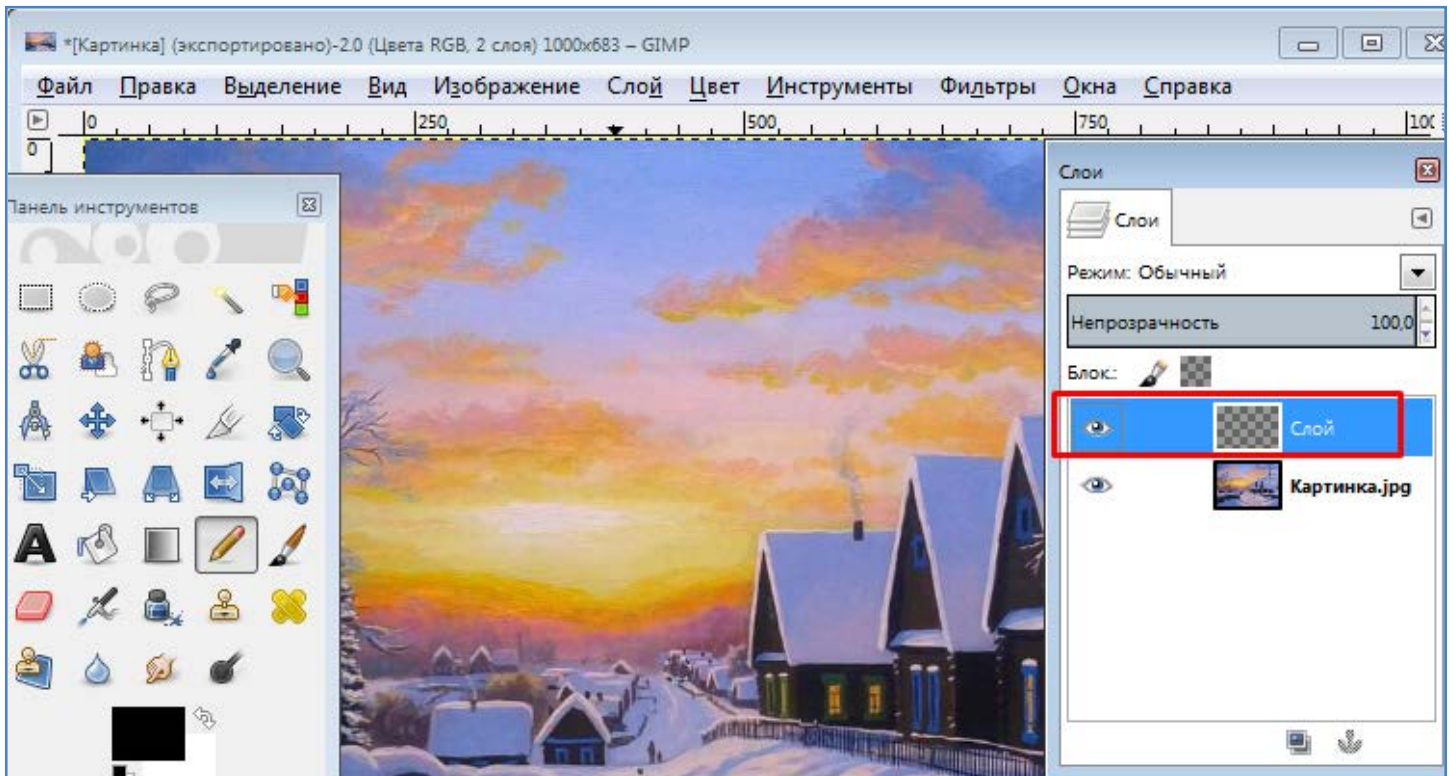 *[Картинка] (экспортировано)-2.0 (Цвета RGB, 2 слоя) 1000x683 – GIMP
Файл Правка Выделение Вид Изображение Слой Цвет Инструменты Фильтры Окна Справка
0 250 500 750 100
0
Панель инструментов
Слои
Слои
Режим: Обычный
Непрозрачность 100,0
Блок.:
Слой
Картинка.jpg